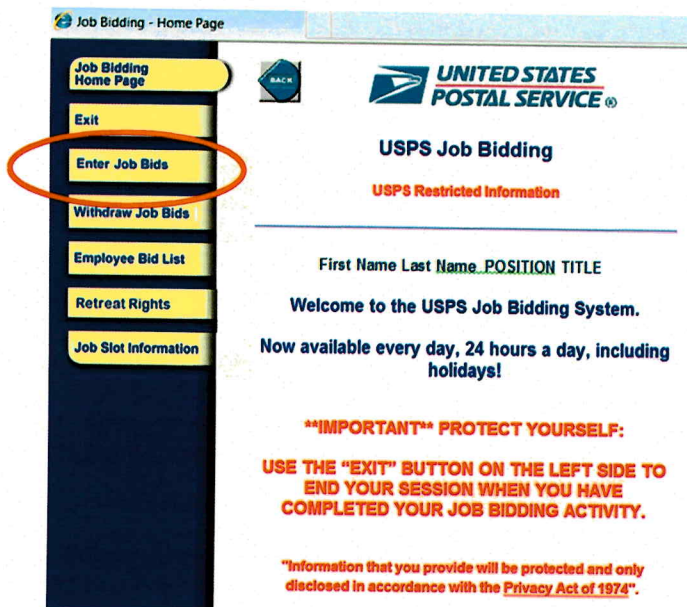 Job Bidding - Home Page
Job Bidding
Home Page
Exit
Enter Job Bids
Withdraw Job Bids
Employee Bid List
Retreat Rights
Job Slot Information
BACK
UNITED STATES
POSTAL SERVICE ®
USPS Job Bidding
USPS Restricted Information
First Name Last Name POSITION TITLE
Welcome to the USPS Job Bidding System.
Now available every day, 24 hours a day, including
holidays!
**IMPORTANT** PROTECT YOURSELF:
USE THE “EXIT” BUTTON ON THE LEFT SIDE TO
END YOUR SESSION WHEN YOU HAVE
COMPLETED YOUR JOB BIDDING ACTIVITY.
"Information that you provide will be protected and only
disclosed in accordance with the Privacy Act of 1974".